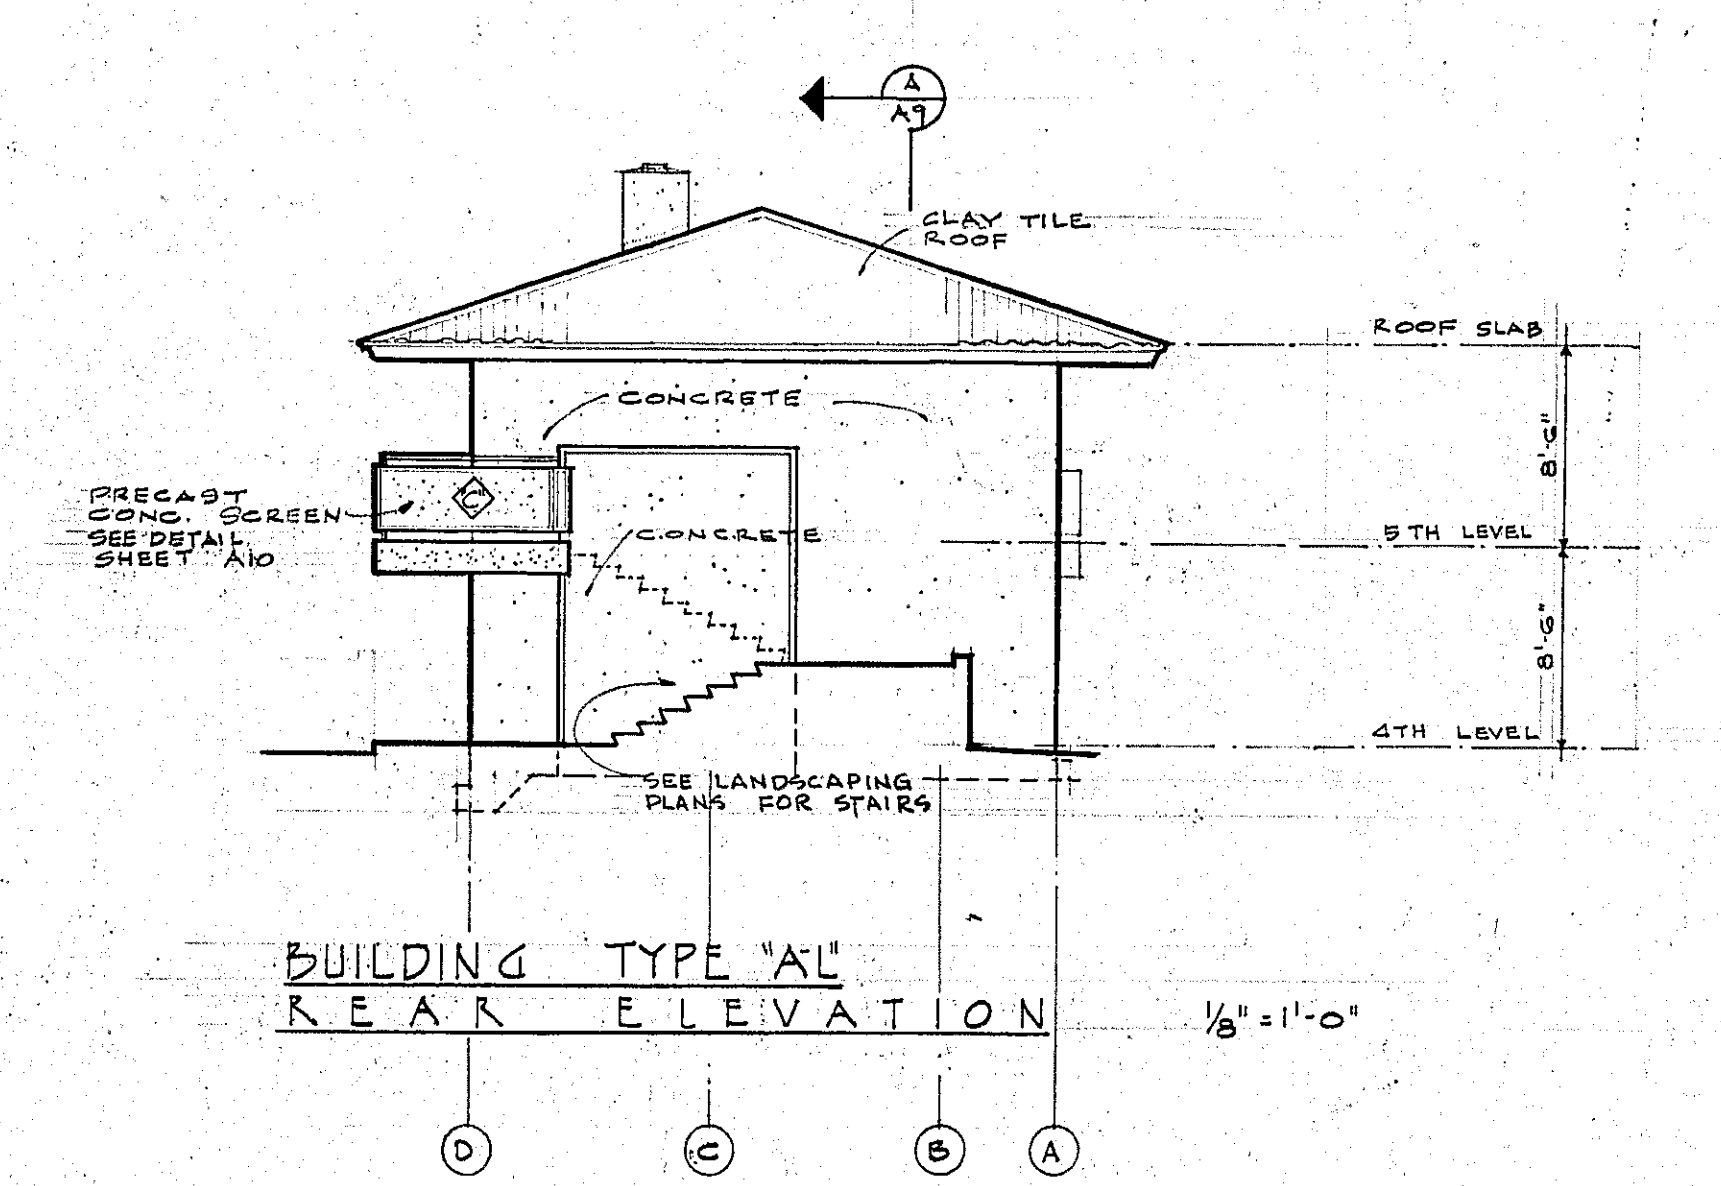 A
A9
CLAY TILE
ROOF
ROOF SLAB
CONCRETE
8'-6"
PRECAST
CONC. SCREEN
SEE DETAIL
SHEET A10
"C"
CONCRETE
5TH LEVEL
8'-6"
4TH LEVEL
SEE LANDSCAPING
PLANS FOR STAIRS
BUILDING TYPE "A-L"
REAR ELEVATION
1/8" = 1'-0"
D
C
B
A